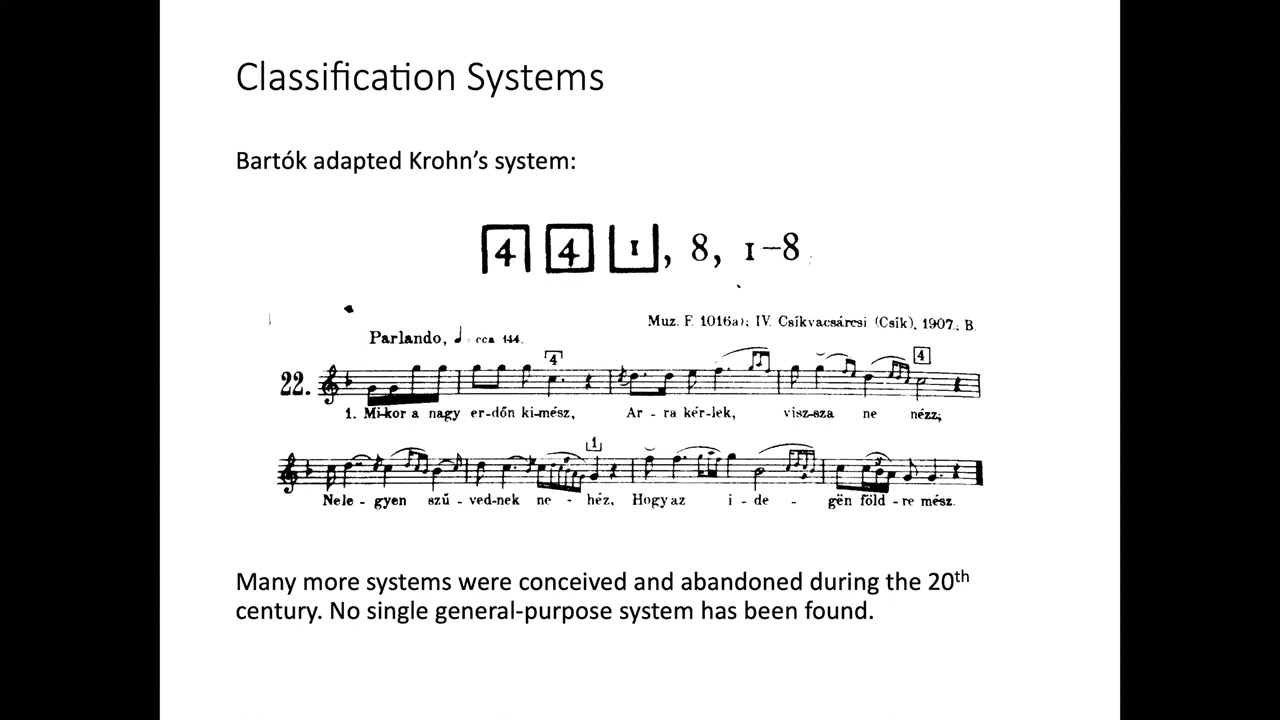 Classification Systems
Bartók adapted Krohn's system:
4 4 1, 8, 1–8
Muz. F. 1016a); IV. Csíkvacsárcsi (Csík), 1907.; B.
Parlando, ♩ = cca 144.
4
4
22.
1. Mi-kor a nagy er-dőn ki-mész, Ar - ra kér-lek, visz-sza ne nézz;
1
Ne le - gyen szű - ved-nek ne - héz, Hogy az i - de - gën föld - re mész.
Many more systems were conceived and abandoned during the 20th
century. No single general-purpose system has been found.